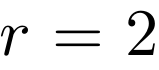 r = 2